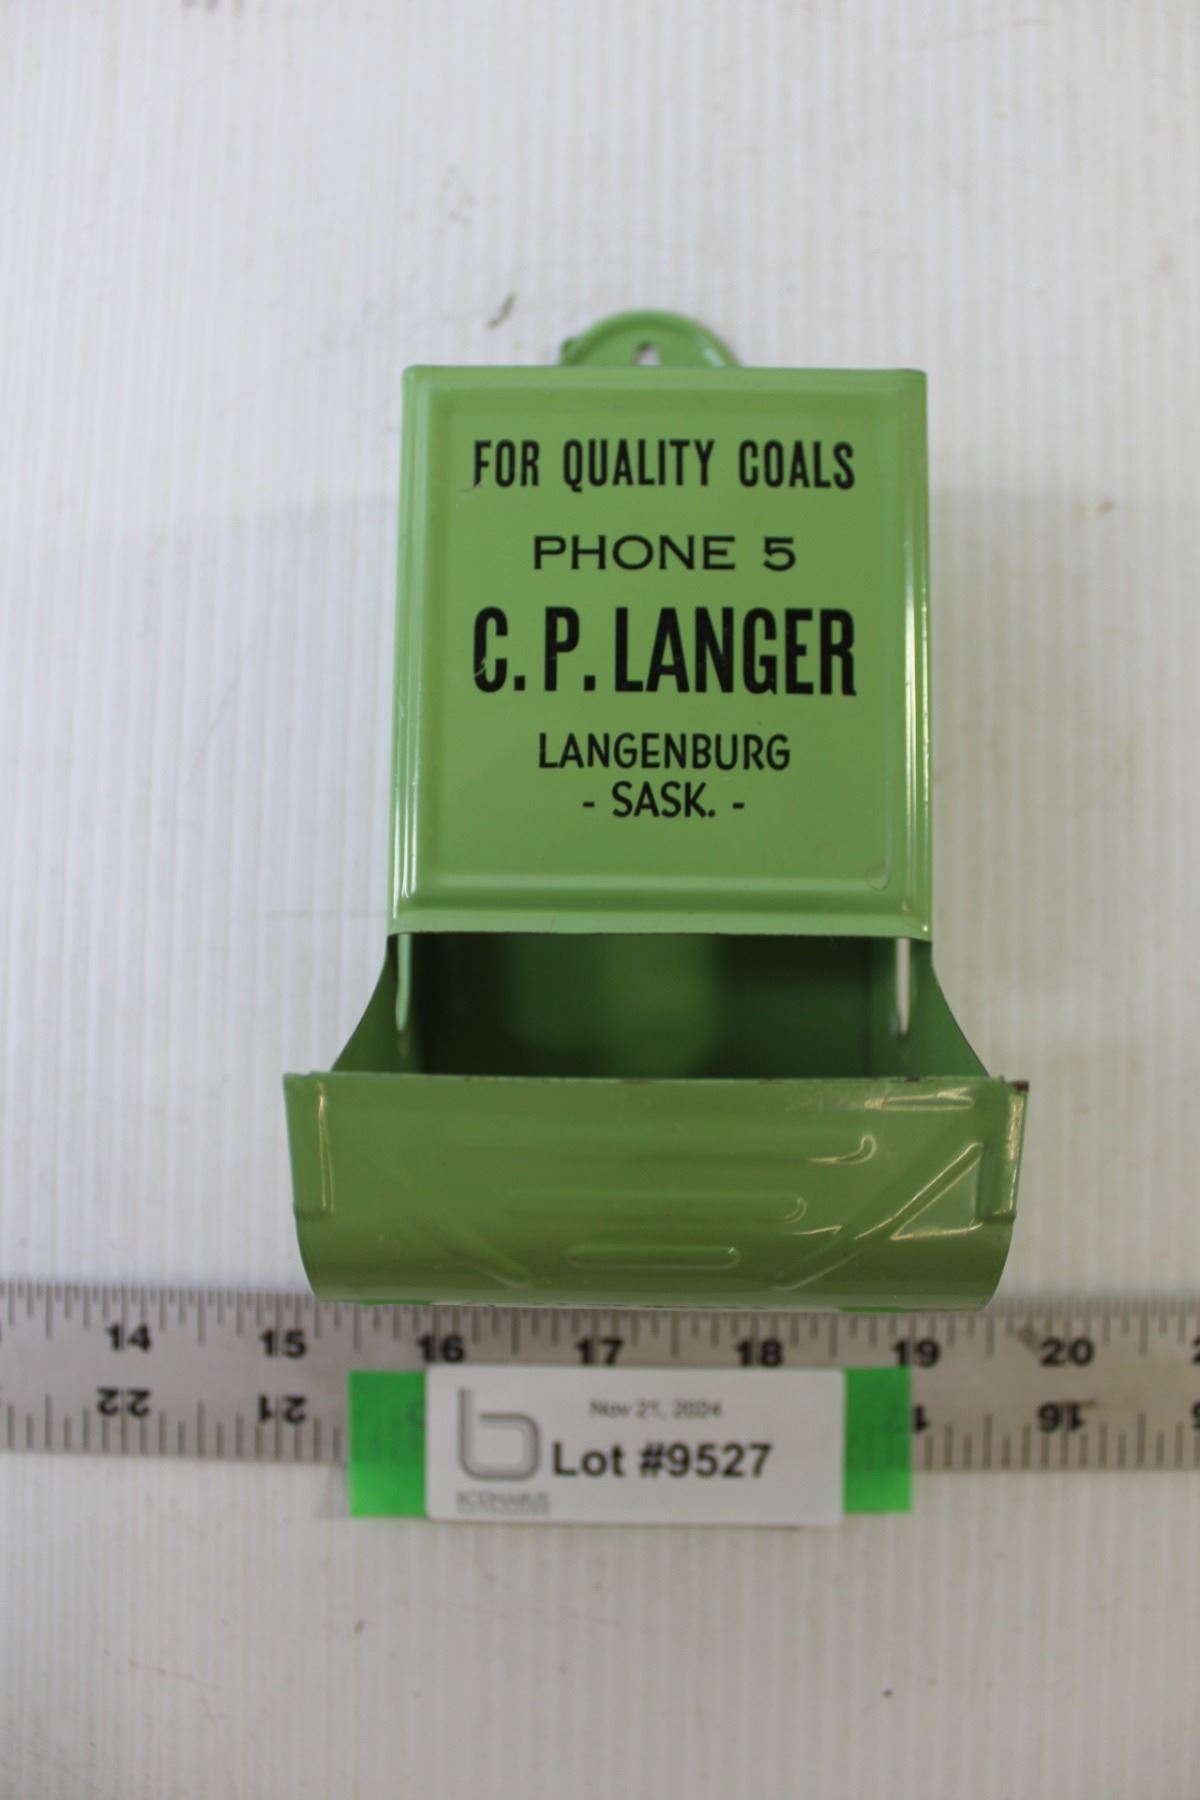 FOR QUALITY COALS
PHONE 5
C. P. LANGER
LANGENBURG
- SASK. -
14 15 16 17 18 19 20
22 21 17 16
Nov 21, 2024
Lot #9527